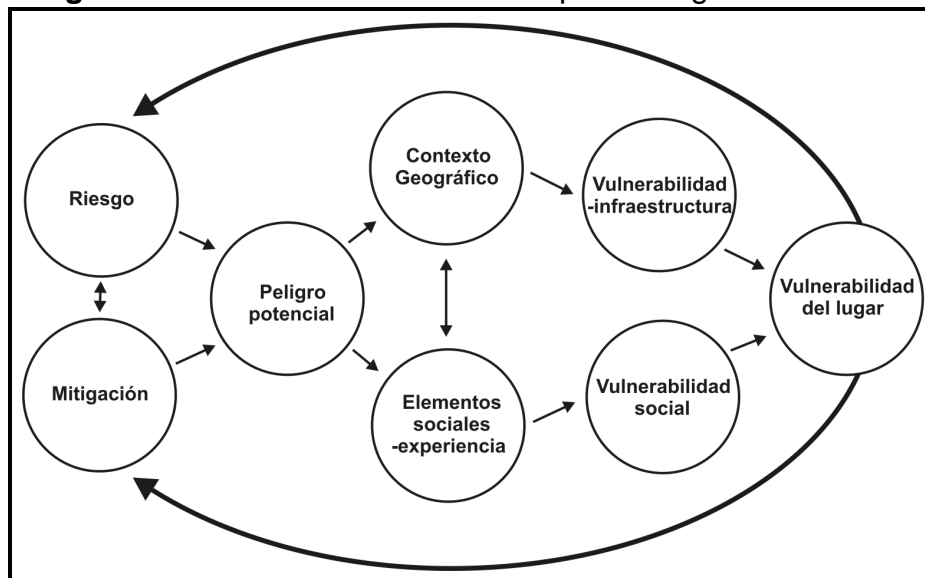 Riesgo
Mitigación
Peligro
potencial
Contexto
Geográfico
Elementos
sociales
-experiencia
Vulnerabilidad
-infraestructura
Vulnerabilidad
social
Vulnerabilidad
del lugar